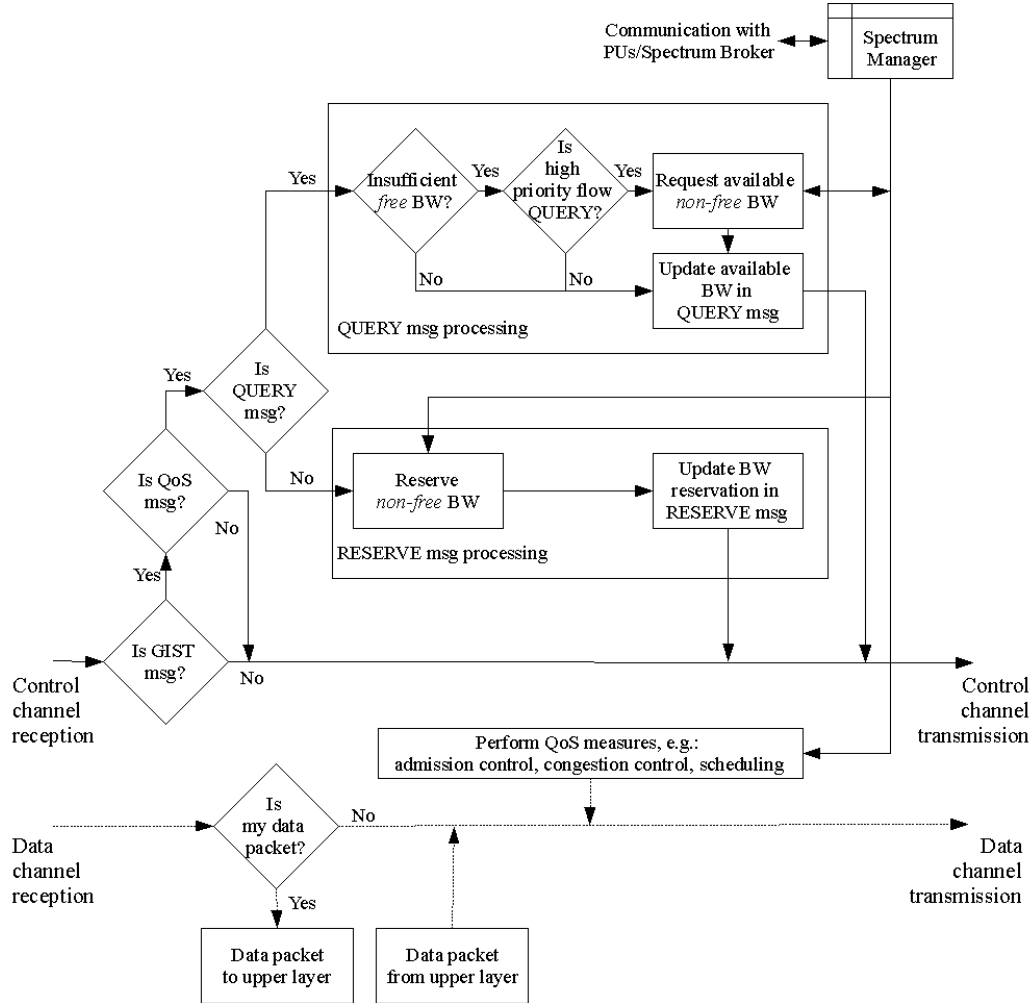 Communication with
PUs/Spectrum Broker
Spectrum
Manager
Yes
Insufficient
free BW?
Yes
Is
high
priority flow
QUERY?
Yes
Request available
non-free BW
No
No
Update available
BW in
QUERY msg
QUERY msg processing
Yes
Is
QUERY
msg?
No
Reserve
non-free BW
Update BW
reservation in
RESERVE msg
RESERVE msg processing
Is QoS
msg?
No
Yes
Is GIST
msg?
No
Control
channel
reception
Control
channel
transmission
Perform QoS measures, e.g.:
admission control, congestion control, scheduling
Is
my data
packet?
No
Data
channel
reception
Data
channel
transmission
Yes
Data packet
to upper layer
Data packet
from upper layer